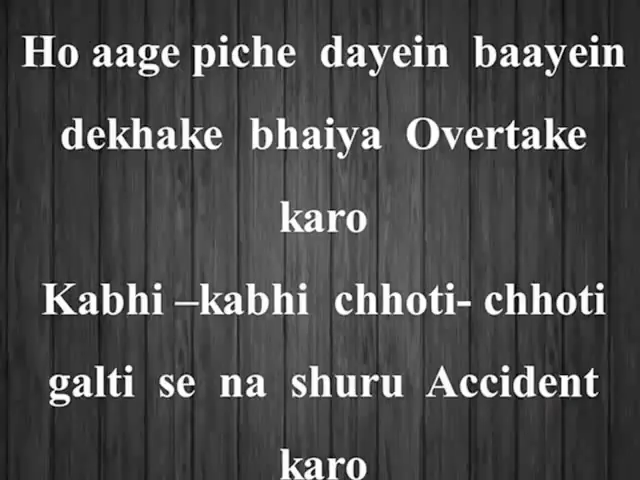 Ho aage piche dayein baayein
dekhake bhaiya Overtake
karo
Kabhi –kabhi chhoti- chhoti
galti se na shuru Accident
karo